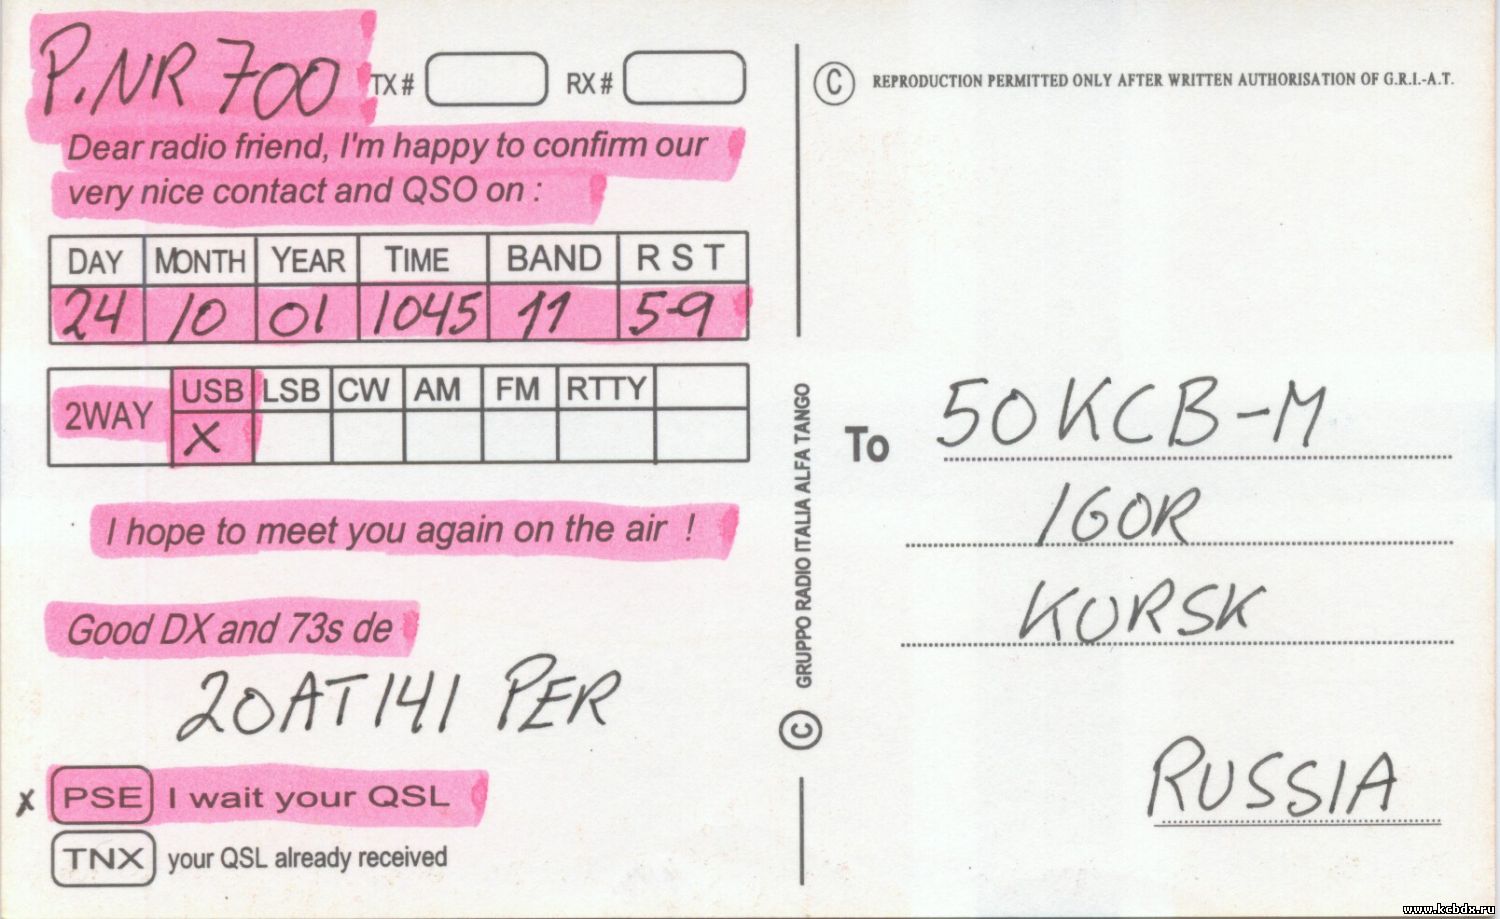 P.NR 700 TX # RX #
Dear radio friend, I'm happy to confirm our
very nice contact and QSO on :
DAY MONTH YEAR TIME BAND R S T
24 10 01 1045 11 5-9
2WAY USB LSB CW AM FM RTTY
X
I hope to meet you again on the air !
Good DX and 73s de
20AT141 PER
X PSE I wait your QSL
TNX your QSL already received
© GRUPPO RADIO ITALIA ALFA TANGO
© REPRODUCTION PERMITTED ONLY AFTER WRITTEN AUTHORISATION OF G.R.I.-A.T.
To 50KCB-M
IGOR
KURSK
RUSSIA
www.kcbdx.ru